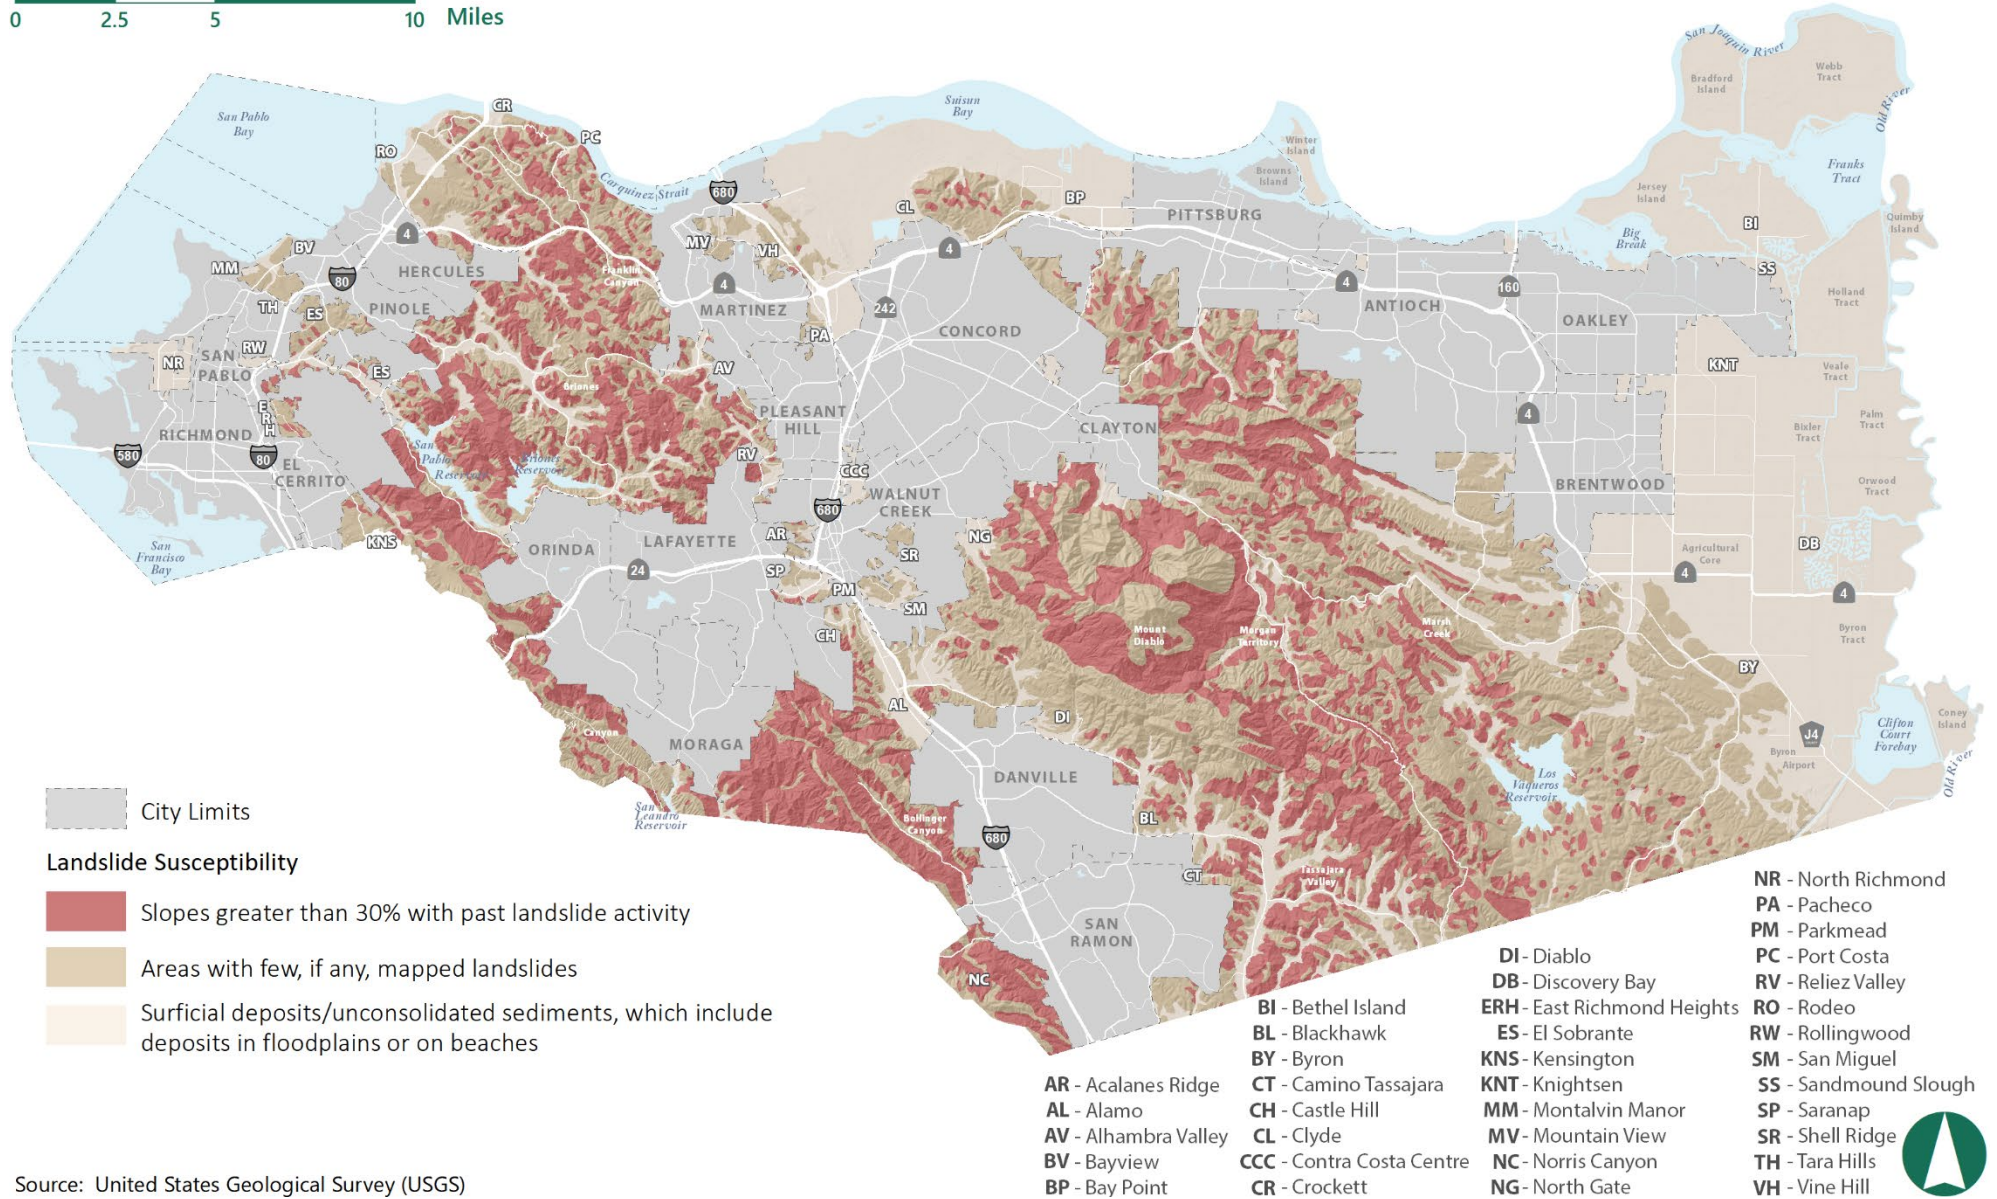 0 2.5 5 10 Miles
San Joaquin River
Webb
Tract
Bradford
Island
Old River
San Pablo
Bay
CR
PC
RO
Suisun
Bay
Winter
Island
Browns
Island
Franks
Tract
Carquinez Strait
680
CL
BP
PITTSBURG
Jersey
Island
BI
Quimby
Island
Big
Break
4
BV
MM
80
HERCULES
MV
VH
4
Franklin
Canyon
4
MARTINEZ
242
4
ANTIOCH
160
OAKLEY
SS
Holland
Tract
TH
ES
PINOLE
PA
CONCORD
NR
SAN
PABLO
RW
ES
AV
Briones
KNT
Veale
Tract
E
R
H
RICHMOND
580
80
EL
CERRITO
San
Pablo
Reservoir
Briones
Reservoir
PLEASANT
HILL
RV
CCC
CLAYTON
4
Bixler
Tract
Palm
Tract
680
WALNUT
CREEK
BRENTWOOD
Orwood
Tract
San
Francisco
Bay
KNS
ORINDA
LAFAYETTE
AR
24
SP
SR
NG
PM
SM
Agricultural
Core
DB
4
4
CH
Mount
Diablo
Morgan
Territory
Marsh
Creek
Byron
Tract
BY
AL
DI
Canyon
MORAGA
DANVILLE
Clifton
Court
Forebay
Coney
Island
J4
Byron
Airport
Old River
Los
Vaqueros
Reservoir
San
Leandro
Reservoir
Bollinger
Canyon
680
BL
CT
Tassajara
Valley
SAN
RAMON
NC
City Limits
Landslide Susceptibility
Slopes greater than 30% with past landslide activity
Areas with few, if any, mapped landslides
Surficial deposits/unconsolidated sediments, which include
deposits in floodplains or on beaches
AR - Acalanes Ridge
AL - Alamo
AV - Alhambra Valley
BV - Bayview
BP - Bay Point
BI - Bethel Island
BL - Blackhawk
BY - Byron
CT - Camino Tassajara
CH - Castle Hill
CL - Clyde
CCC - Contra Costa Centre
CR - Crockett
DI - Diablo
DB - Discovery Bay
ERH - East Richmond Heights
ES - El Sobrante
KNS - Kensington
KNT - Knightsen
MM - Montalvin Manor
MV - Mountain View
NC - Norris Canyon
NG - North Gate
NR - North Richmond
PA - Pacheco
PM - Parkmead
PC - Port Costa
RV - Reliez Valley
RO - Rodeo
RW - Rollingwood
SM - San Miguel
SS - Sandmound Slough
SP - Saranap
SR - Shell Ridge
TH - Tara Hills
VH - Vine Hill
Source: United States Geological Survey (USGS)